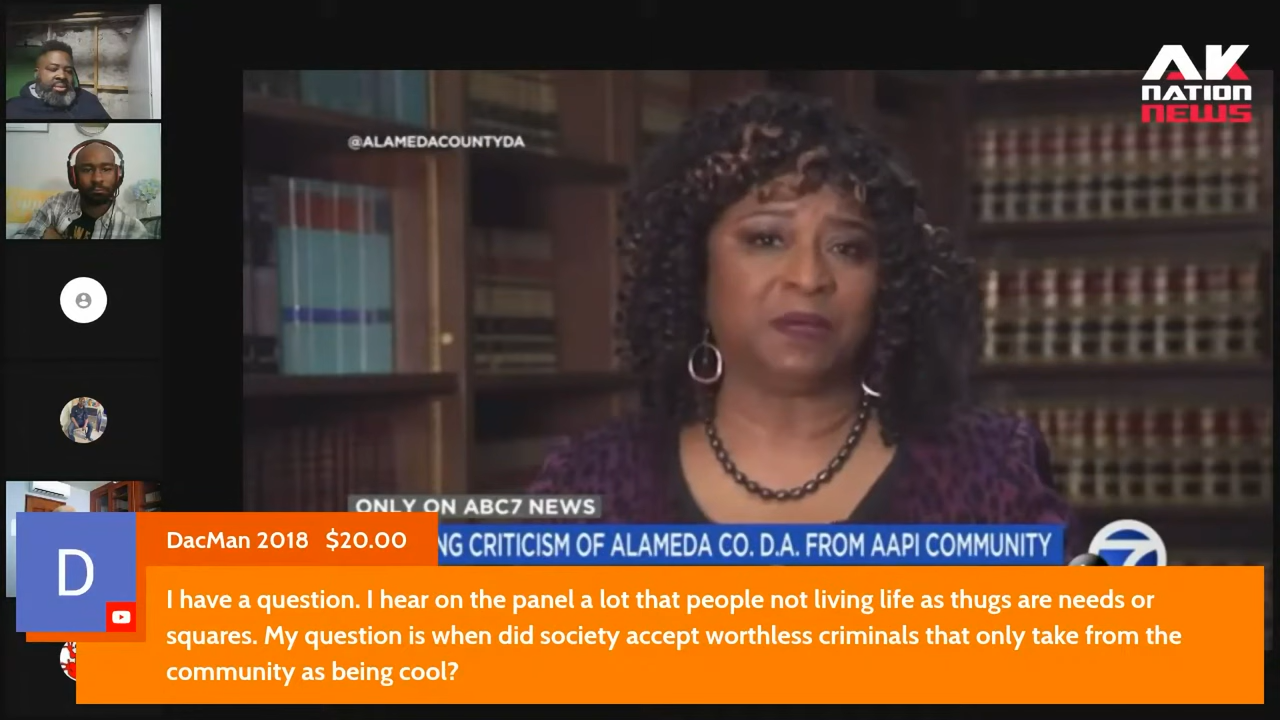 @ALAMEDACOUNTYDA
AK
NATION
NEWS
ONLY ON ABC7 NEWS
NG CRITICISM OF ALAMEDA CO. D.A. FROM AAPI COMMUNITY
7
D
DacMan 2018 $20.00
I have a question. I hear on the panel a lot that people not living life as thugs are needs or
squares. My question is when did society accept worthless criminals that only take from the
community as being cool?